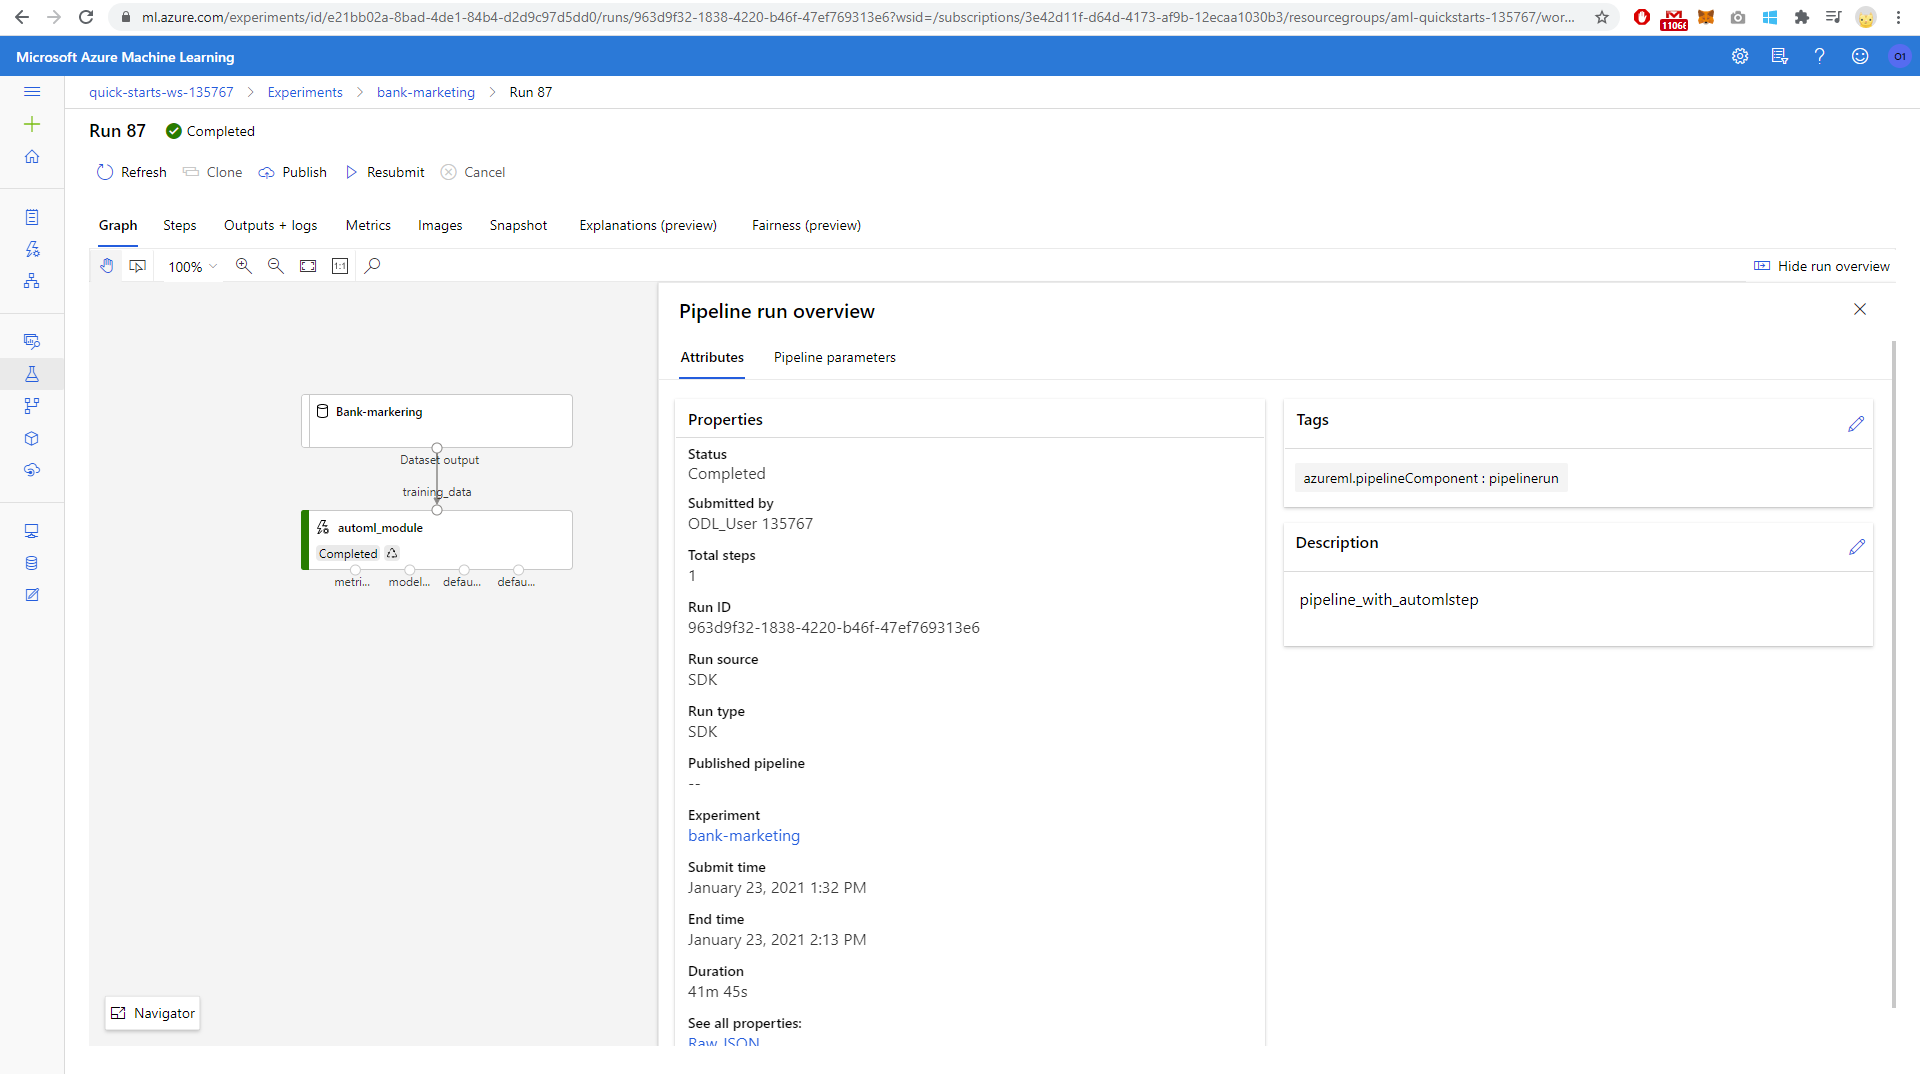 ml.azure.com/experiments/id/e21bb02a-8bad-4de1-84b4-d2d9c97d5dd0/runs/963d9f32-1838-4220-b46f-47ef769313e6?wsid=/subscriptions/3e42d11f-d64d-4173-af9b-12ecaa1030b3/resourcegroups/aml-quickstarts-135767/wor...
11066
Microsoft Azure Machine Learning
O1
quick-starts-ws-135767 > Experiments > bank-marketing > Run 87
Run 87 Completed
Refresh Clone Publish Resubmit Cancel
Graph Steps Outputs + logs Metrics Images Snapshot Explanations (preview) Fairness (preview)
100% 1:1 Hide run overview
Bank-markering
Dataset output
training_data
automl_module
Completed
metri... model... defau... defau...
Navigator
Pipeline run overview
Attributes Pipeline parameters
Properties
Status
Completed
Submitted by
ODL_User 135767
Total steps
1
Run ID
963d9f32-1838-4220-b46f-47ef769313e6
Run source
SDK
Run type
SDK
Published pipeline
--
Experiment
bank-marketing
Submit time
January 23, 2021 1:32 PM
End time
January 23, 2021 2:13 PM
Duration
41m 45s
See all properties:
Raw JSON
Tags
azureml.pipelineComponent : pipelinerun
Description
pipeline_with_automlstep